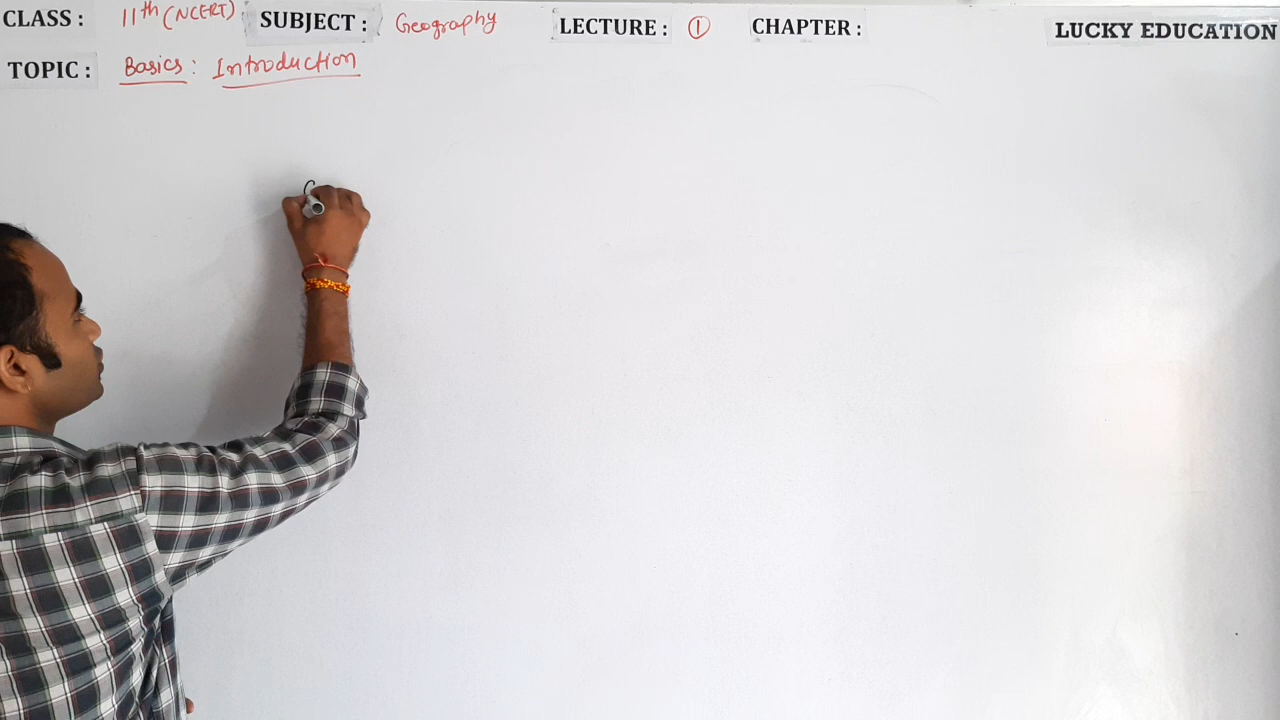 CLASS : 11th (NCERT) SUBJECT : Geography LECTURE : 1 CHAPTER : LUCKY EDUCATION
TOPIC : Basics : Introduction